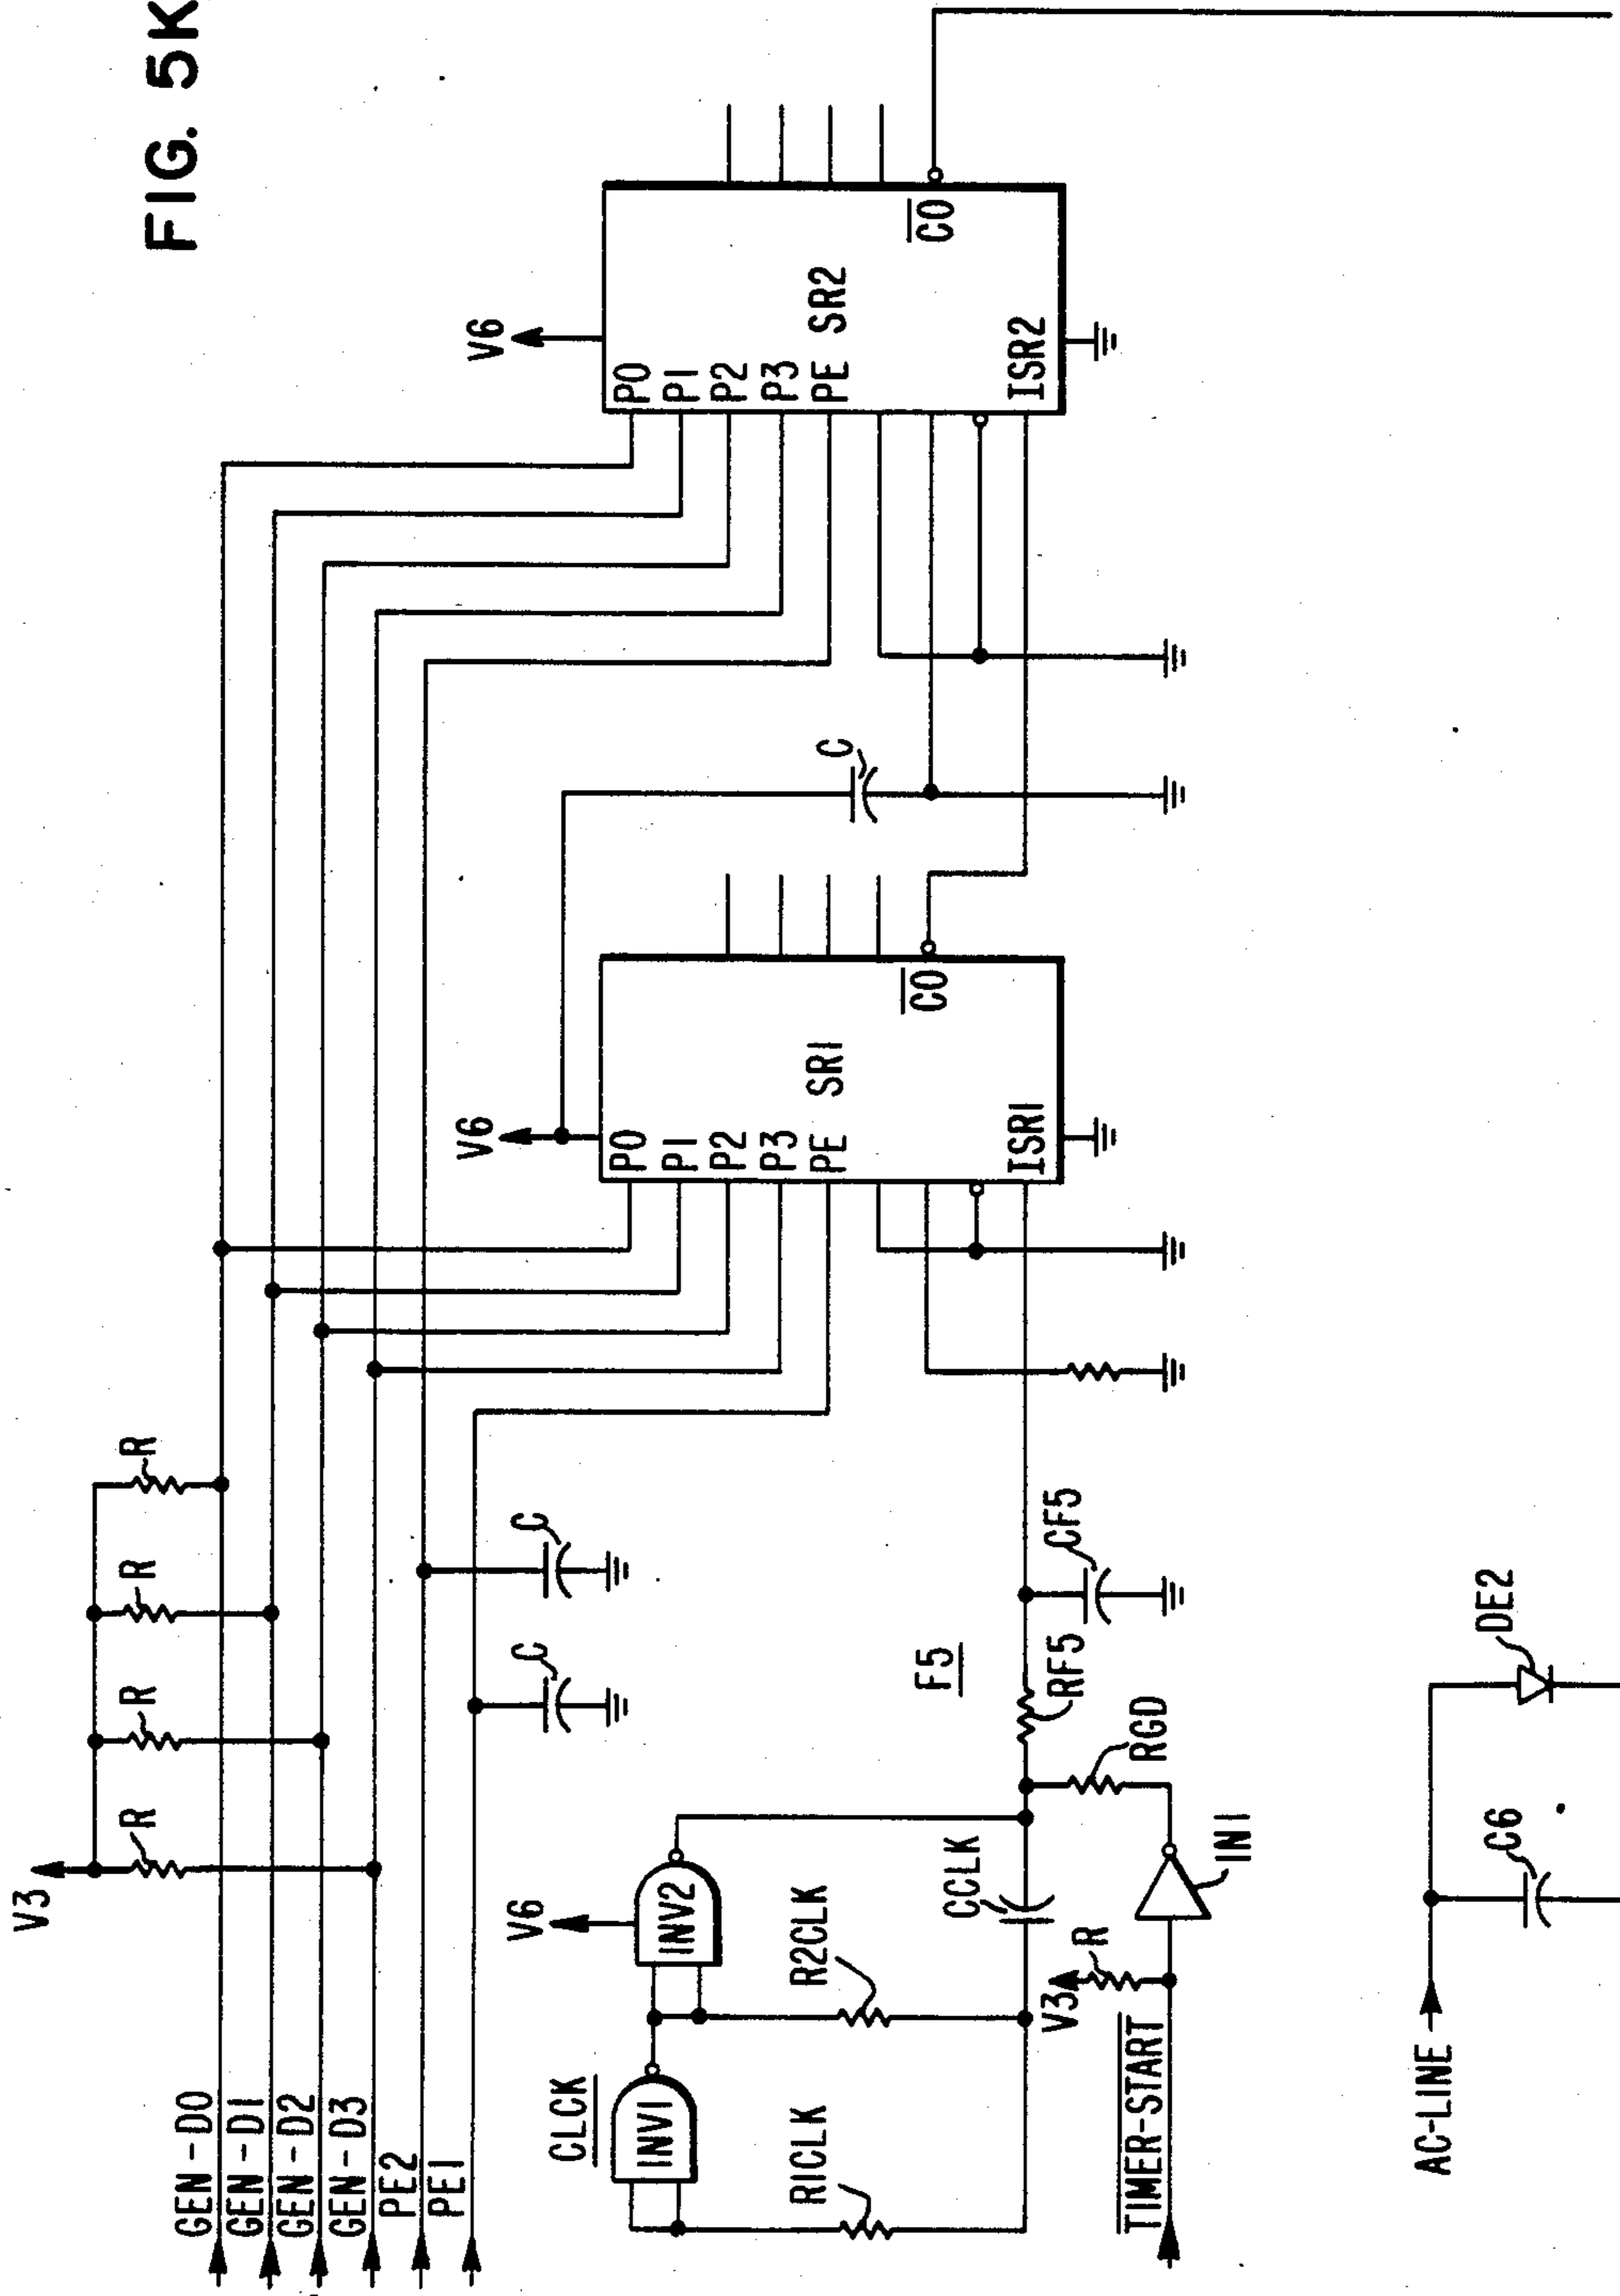 FIG. 5K
V3
R
R
R
R
GEN-D0
GEN-D1
GEN-D2
GEN-D3
PE2
PE1
C
C
V6
P0
P1
P2
P3
PE
SR1
ISR1
CO
C
V6
P0
P1
P2
P3
PE
SR2
ISR2
CO
CLCK
INV1
INV2
V6
R1CLK
R2CLK
CCLK
F5
RF5
CF5
RGD
V3
R
TIMER-START
IN1
AC-LINE
C6
DE2